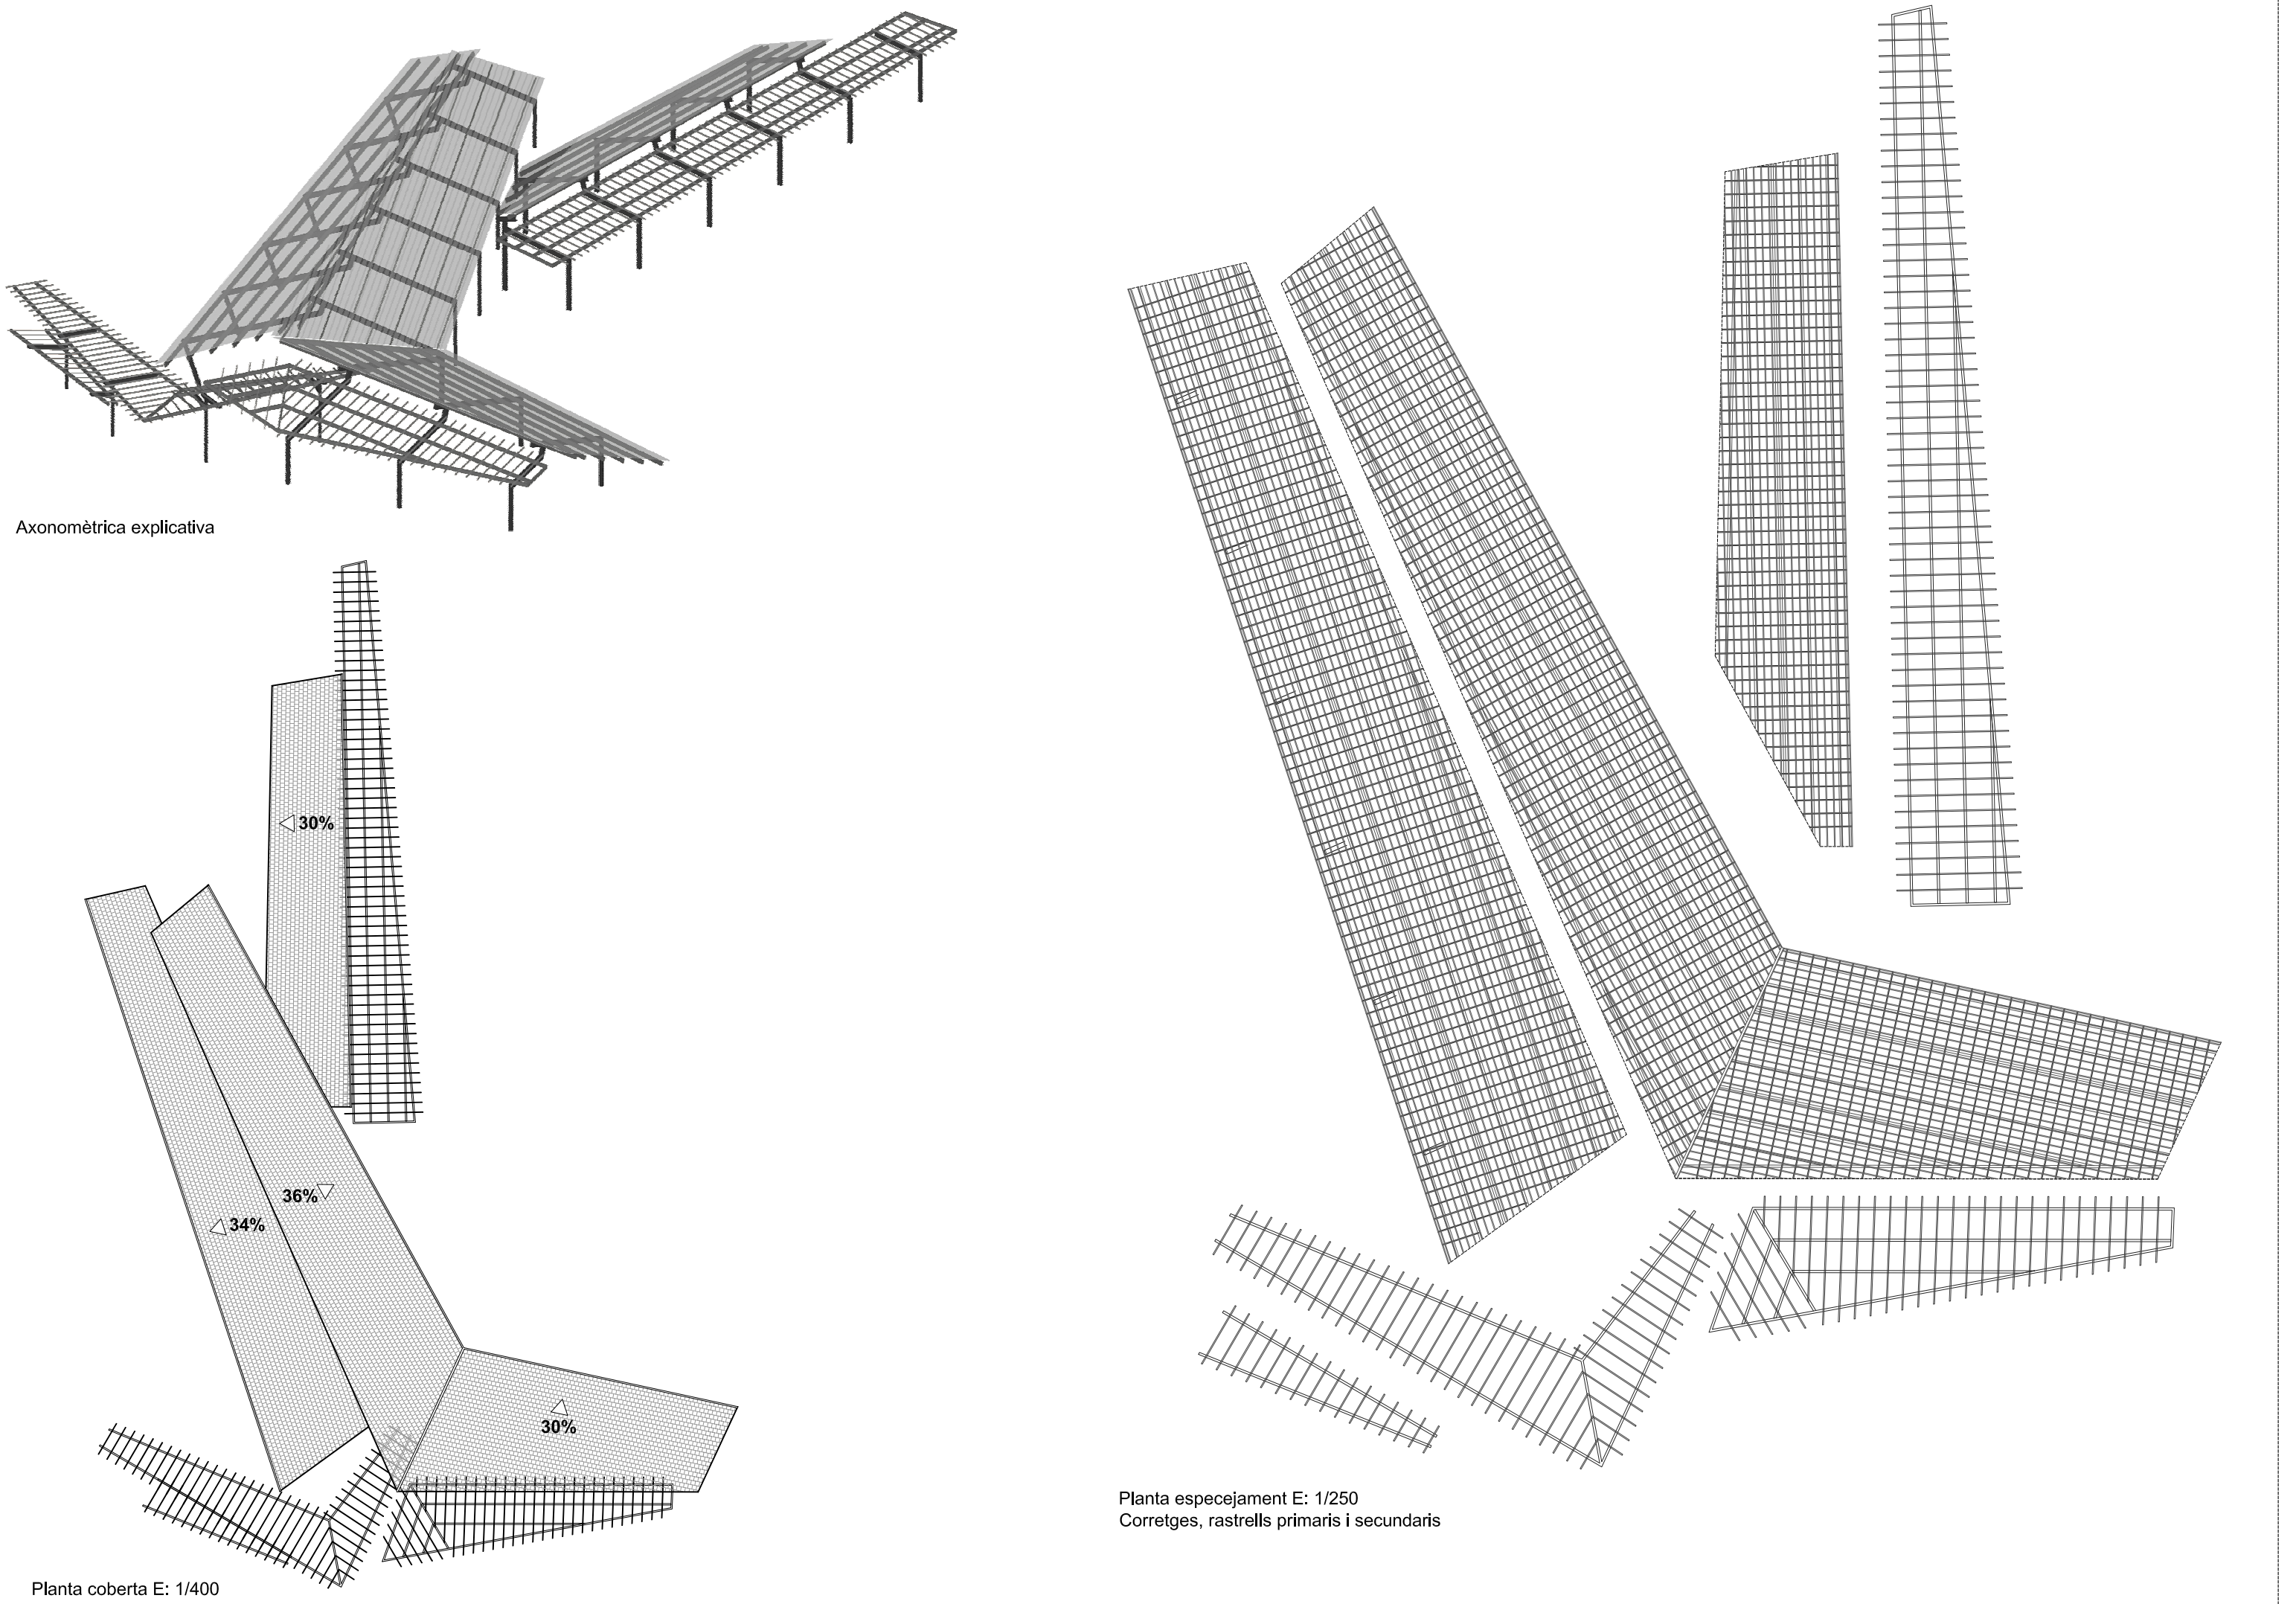 Axonomètrica explicativa
30%
36%
34%
30%
Planta coberta E: 1/400
Planta especejament E: 1/250
Corretges, rastrells primaris i secundaris